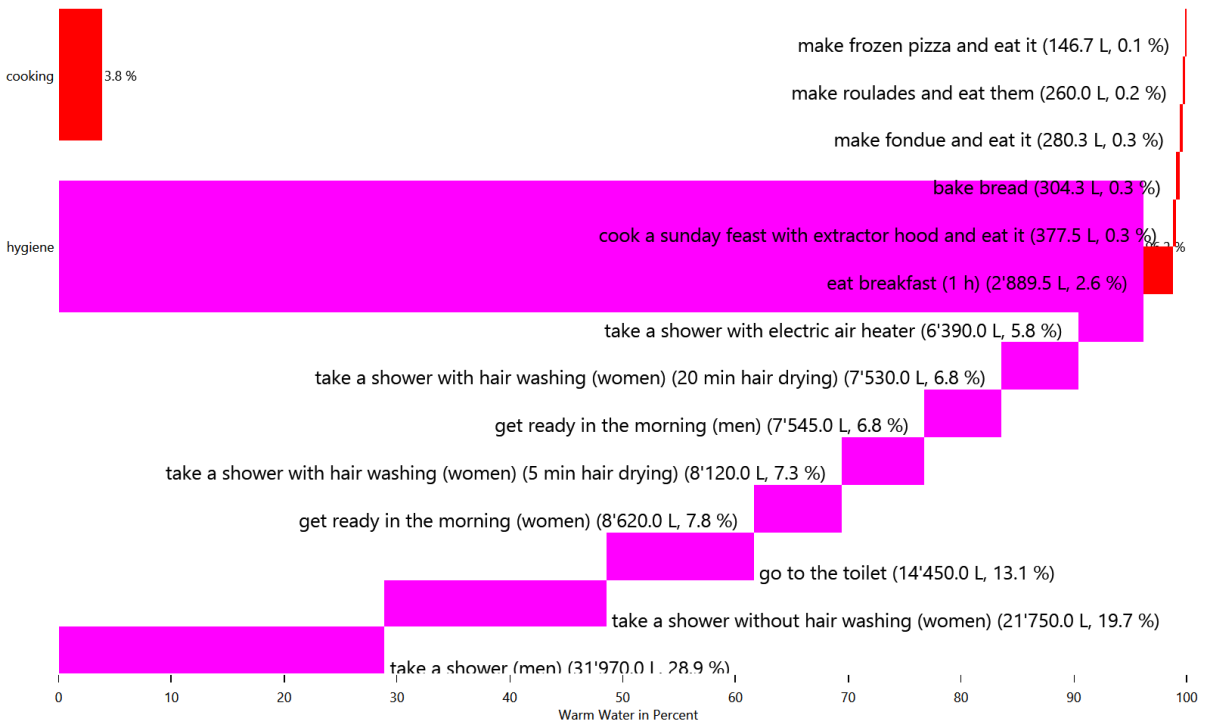 make frozen pizza and eat it (146.7 L, 0.1 %)
cooking
3.8 %
make roulades and eat them (260.0 L, 0.2 %)
make fondue and eat it (280.3 L, 0.3 %)
bake bread (304.3 L, 0.3 %)
cook a sunday feast with extractor hood and eat it (377.5 L, 0.3 %)
hygiene
%
eat breakfast (1 h) (2'889.5 L, 2.6 %)
take a shower with electric air heater (6'390.0 L, 5.8 %)
take a shower with hair washing (women) (20 min hair drying) (7'530.0 L, 6.8 %)
get ready in the morning (men) (7'545.0 L, 6.8 %)
take a shower with hair washing (women) (5 min hair drying) (8'120.0 L, 7.3 %)
get ready in the morning (women) (8'620.0 L, 7.8 %)
go to the toilet (14'450.0 L, 13.1 %)
take a shower without hair washing (women) (21'750.0 L, 19.7 %)
take a shower (men) (31'970.0 L, 28.9 %)
0 10 20 30 40 50 60 70 80 90 100
Warm Water in Percent